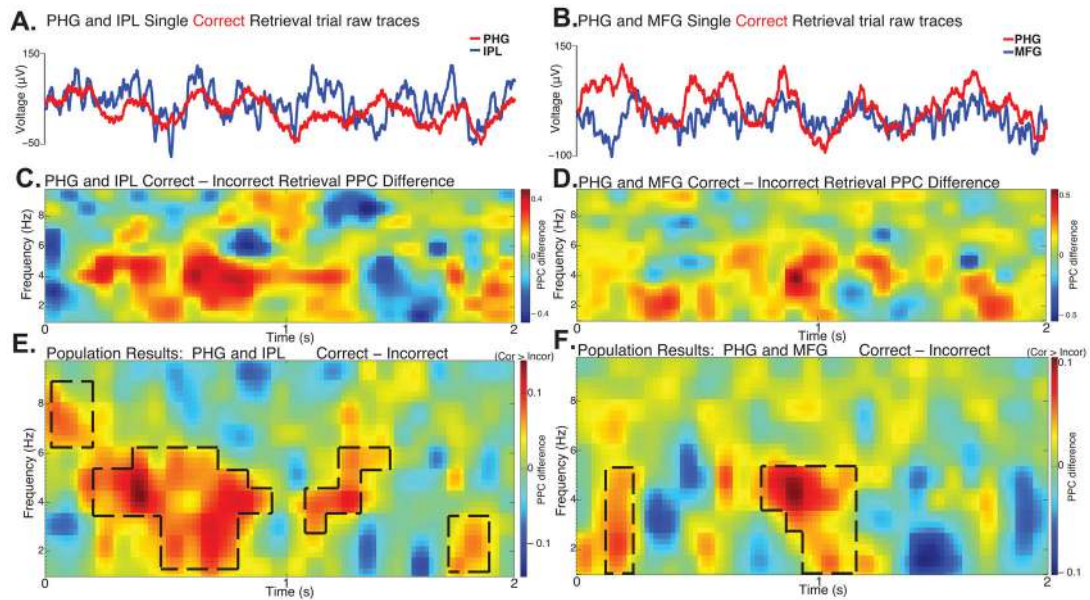 A. PHG and IPL Single Correct Retrieval trial raw traces
PHG
IPL
150
Voltage (µV)
−50
B. PHG and MFG Single Correct Retrieval trial raw traces
PHG
MFG
150
Voltage (µV)
−100
C. PHG and IPL Correct – Incorrect Retrieval PPC Difference
8
6
4
2
Frequency (Hz)
0
1
2
Time (s)
0.4
0
− 0.4
PPC difference
D. PHG and MFG Correct – Incorrect Retrieval PPC Difference
8
6
4
2
Frequency (Hz)
0
1
2
Time (s)
0.5
0
−0.5
PPC difference
E. Population Results: PHG and IPL Correct – Incorrect
(Cor > Incor)
8
6
4
2
Frequency (Hz)
0
1
2
Time (s)
0.1
0
− 0.1
PPC difference
F. Population Results: PHG and MFG Correct – Incorrect
(Cor > Incor)
8
6
4
2
Frequency (Hz)
0
1
2
Time (s)
0.1
0
−0.1
PPC difference